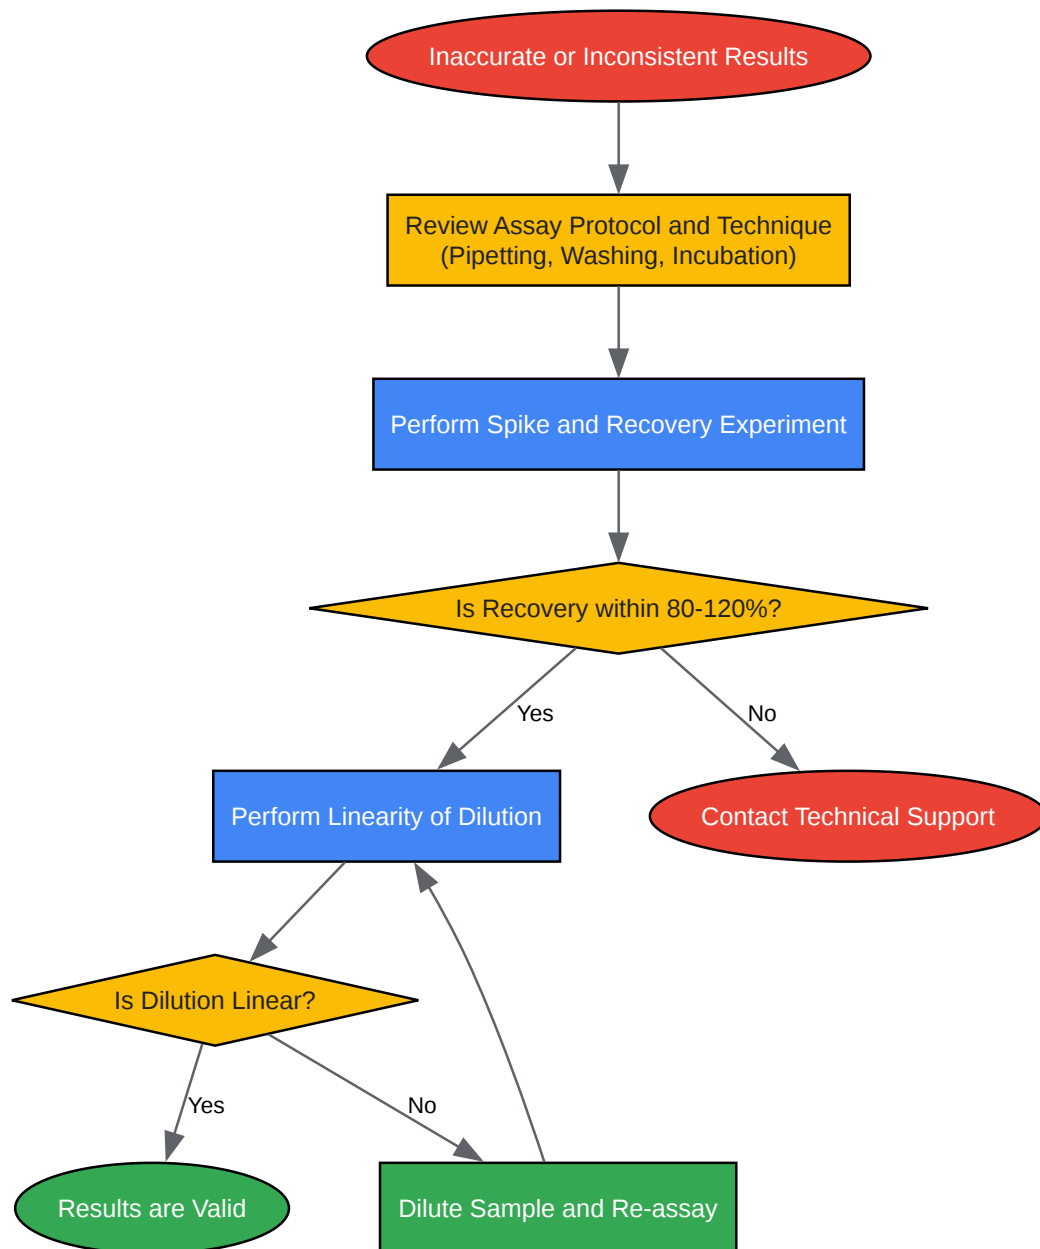 Inaccurate or Inconsistent Results
Review Assay Protocol and Technique
(Pipetting, Washing, Incubation)
Perform Spike and Recovery Experiment
Is Recovery within 80-120%?
Yes
No
Perform Linearity of Dilution
Contact Technical Support
Is Dilution Linear?
Yes
No
Results are Valid
Dilute Sample and Re-assay